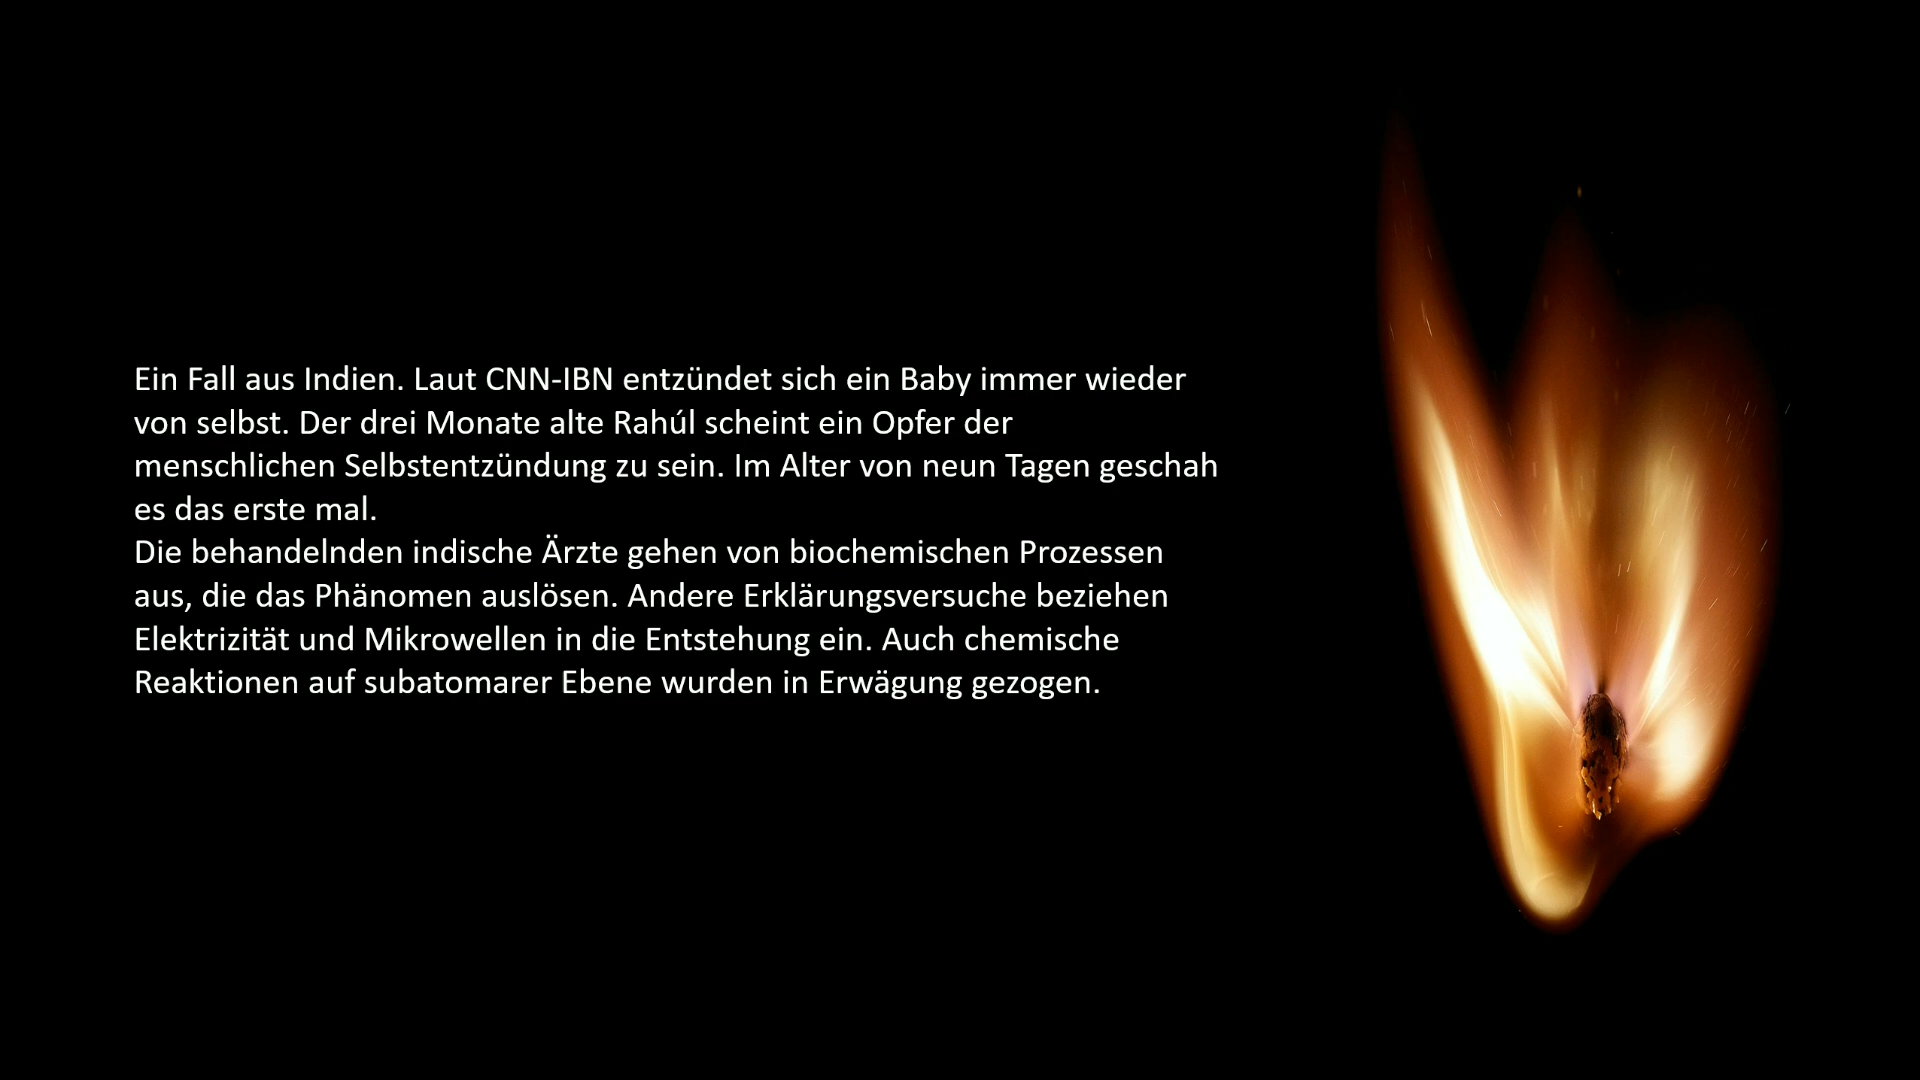 Ein Fall aus Indien. Laut CNN-IBN entzündet sich ein Baby immer wieder
von selbst. Der drei Monate alte Rahúl scheint ein Opfer der
menschlichen Selbstentzündung zu sein. Im Alter von neun Tagen geschah
es das erste mal.
Die behandelnden indische Ärzte gehen von biochemischen Prozessen
aus, die das Phänomen auslösen. Andere Erklärungsversuche beziehen
Elektrizität und Mikrowellen in die Entstehung ein. Auch chemische
Reaktionen auf subatomarer Ebene wurden in Erwägung gezogen.